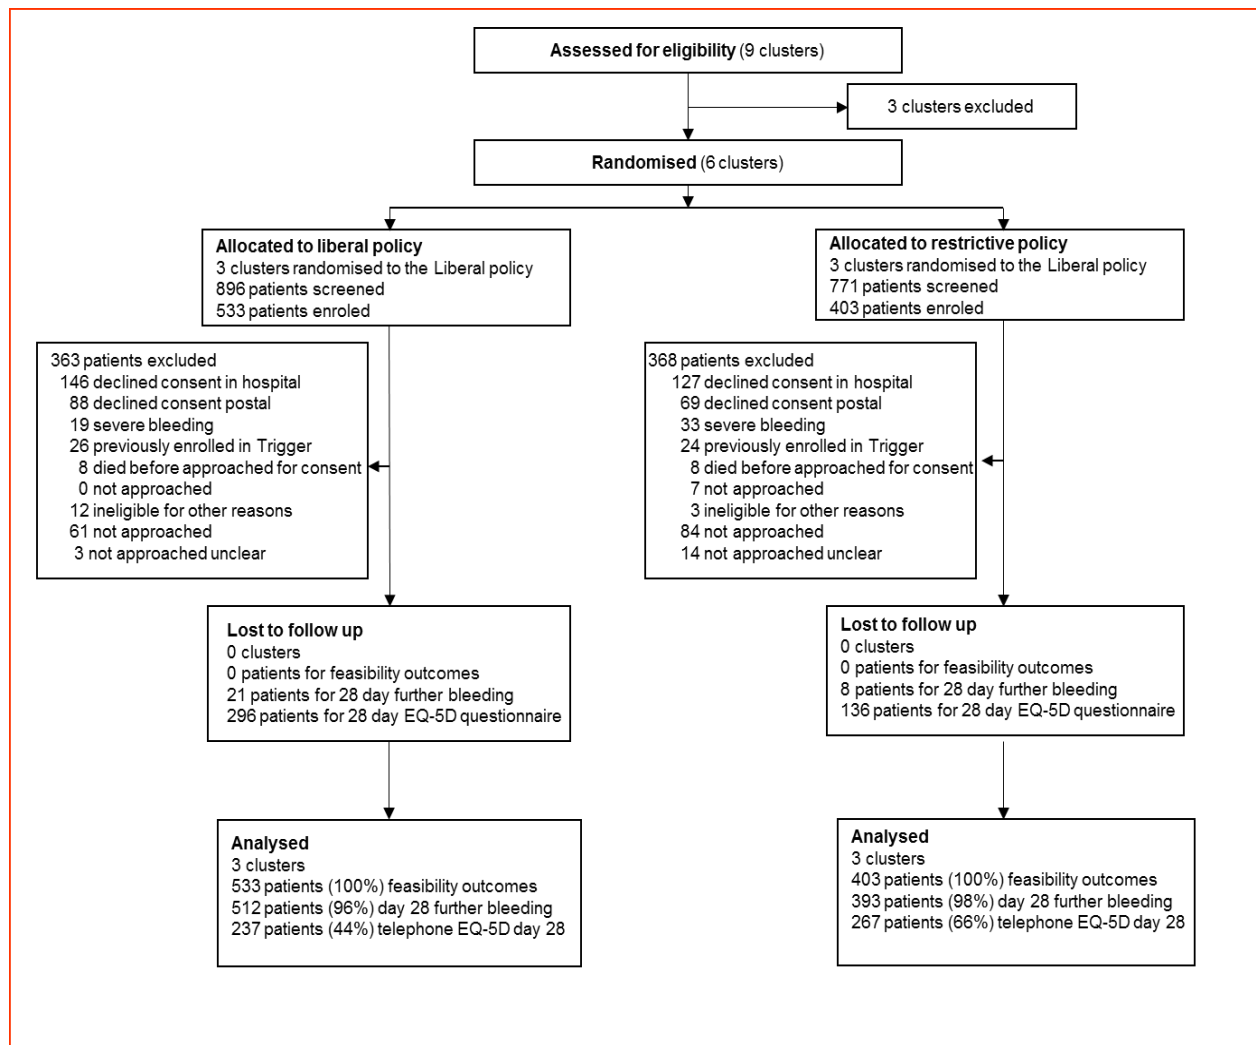 Assessed for eligibility (9 clusters)
3 clusters excluded
Randomised (6 clusters)
Allocated to liberal policy
3 clusters randomised to the Liberal policy
896 patients screened
533 patients enroled
Allocated to restrictive policy
3 clusters randomised to the Liberal policy
771 patients screened
403 patients enroled
363 patients excluded
146 declined consent in hospital
88 declined consent postal
19 severe bleeding
26 previously enrolled in Trigger
8 died before approached for consent
0 not approached
12 ineligible for other reasons
61 not approached
3 not approached unclear
368 patients excluded
127 declined consent in hospital
69 declined consent postal
33 severe bleeding
24 previously enrolled in Trigger
8 died before approached for consent
7 not approached
3 ineligible for other reasons
84 not approached
14 not approached unclear
Lost to follow up
0 clusters
0 patients for feasibility outcomes
21 patients for 28 day further bleeding
296 patients for 28 day EQ-5D questionnaire
Lost to follow up
0 clusters
0 patients for feasibility outcomes
8 patients for 28 day further bleeding
136 patients for 28 day EQ-5D questionnaire
Analysed
3 clusters
533 patients (100%) feasibility outcomes
512 patients (96%) day 28 further bleeding
237 patients (44%) telephone EQ-5D day 28
Analysed
3 clusters
403 patients (100%) feasibility outcomes
393 patients (98%) day 28 further bleeding
267 patients (66%) telephone EQ-5D day 28